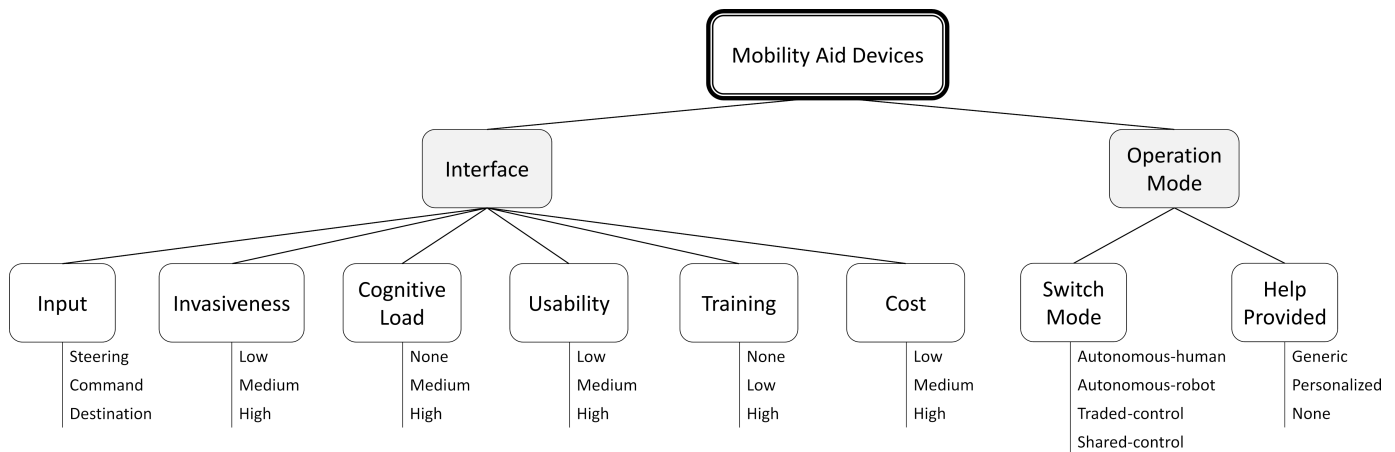 Mobility Aid Devices
Interface
Operation
Mode
Input
Steering
Command
Destination
Invasiveness
Low
Medium
High
Cognitive
Load
None
Medium
High
Usability
Low
Medium
High
Training
None
Low
High
Cost
Low
Medium
High
Switch
Mode
Autonomous-human
Autonomous-robot
Traded-control
Shared-control
Help
Provided
Generic
Personalized
None